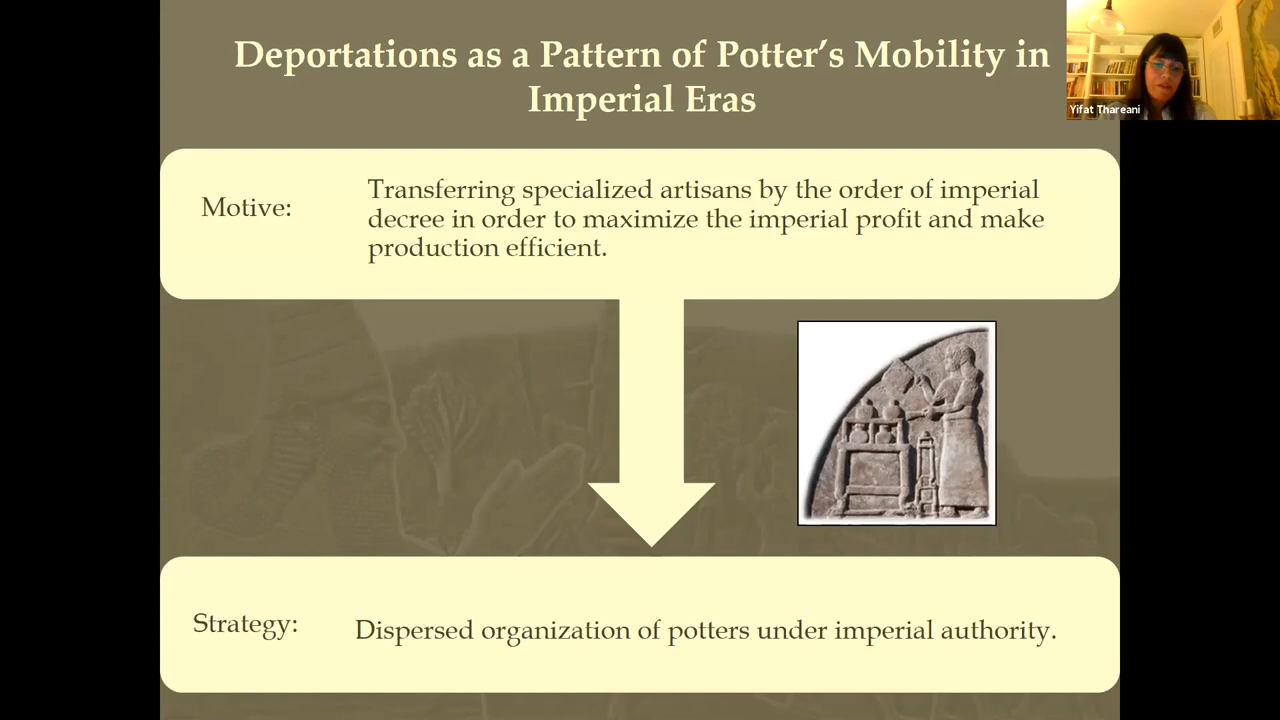 Deportations as a Pattern of Potter’s Mobility in
Imperial Eras
Yifat Thareani
Motive:
Transferring specialized artisans by the order of imperial
decree in order to maximize the imperial profit and make
production efficient.
Strategy:
Dispersed organization of potters under imperial authority.